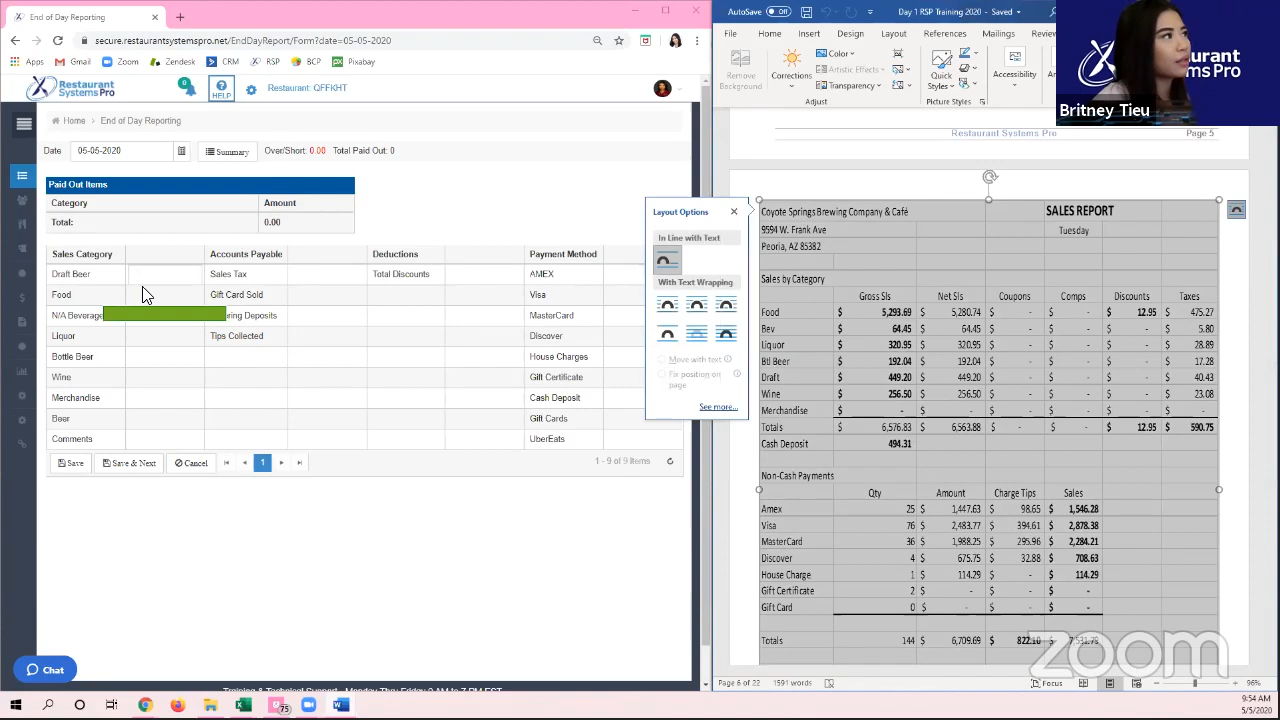 End of Day Reporting
secure.restaurantsystemspro.net/EndDayReport/Form?date=05-05-2020
Apps Gmail Zoom Zendesk CRM RSP BCP Pixabay
Restaurant Systems Pro
0
HELP
Restaurant: QFFKHT
Home > End of Day Reporting
Date 05-05-2020 Summary Over/Short: 0.00 Total Paid Out: 0
Paid Out Items
Category Amount
Total: 0.00
Sales Category Accounts Payable Deductions Payment Method
Draft Beer Sales Tax Total Discounts AMEX
Food Gift Card Sold Visa
N/A Beverage MasterCard
Liquor Tips Collected Discover
Bottle Beer House Charges
Wine Gift Certificate
Merchandise Cash Deposit
Beer Gift Cards
Comments UberEats
Save Save & Next Cancel 1 1 - 9 of 9 items
Chat
Layout Options
In Line with Text
With Text Wrapping
Move with text
Fix position on
page
See more...
AutoSave Off Day 1 RSP Training 2020 - Saved
File Home Insert Design Layout References Mailings
Remove
Background
Corrections
Color
Artistic Effects
Transparency
Quick
Styles
Accessibility
Adjust Picture Styles
Britney Tieu
Restaurant Systems Pro Page 5
Coyote Springs Brewing Company & Café SALES REPORT
9594 W. Frank Ave Tuesday
Peoria, AZ 85382
Sales by Category
Gross Sls Net Sls Coupons Comps Taxes
Food $ 5,293.69 $ 5,280.74 $ - $ - $ 12.95 $ 475.27
Bev $ 64.45 $ 64.45 $ - $ - $ - $ 5.80
Liquor $ 320.95 $ 320.95 $ - $ - $ - $ 28.89
Btl Beer $ 192.04 $ 192.04 $ - $ - $ - $ 17.28
Draft $ 449.20 $ 449.20 $ - $ - $ - $ 40.43
Wine $ 256.50 $ 256.50 $ - $ - $ - $ 23.08
Merchandise $ - $ - $ - $ - $ - $ -
Totals $ 6,576.83 $ 6,563.88 $ - $ - $ 12.95 $ 590.75
Cash Deposit 494.31
Non-Cash Payments
Qty Amount Charge Tips Sales
Amex 25 $ 1,447.63 $ 98.65 $ 1,546.28
Visa 76 $ 2,483.77 $ 394.61 $ 2,878.38
MasterCard 36 $ 1,988.25 $ 295.96 $ 2,284.21
Discover 4 $ 675.75 $ 32.88 $ 708.63
House Charge 1 $ 114.29 $ - $ 114.29
Gift Certificate 2 $ - $ - $ -
Gift Card 0 $ - $ - $ -
Totals 144 $ 6,709.69 $ 822.10 $ 7,531.79
zoom
Page 6 of 22 1591 words Focus 96%
75
9:54 AM
5/5/2020